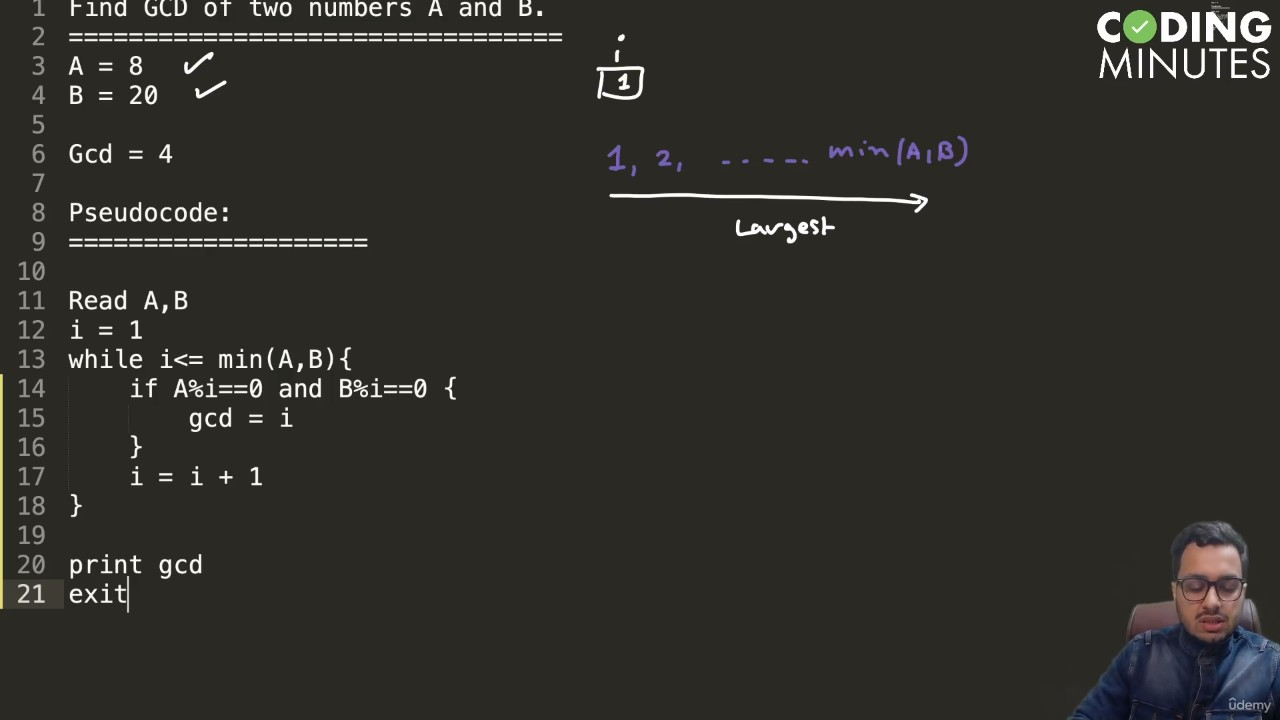 1 Find GCD of two numbers A and B.
2 =================================
3 A = 8
4 B = 20
5
6 Gcd = 4
7
8 Pseudocode:
9 ====================
10
11 Read A,B
12 i = 1
13 while i<= min(A,B){
14 if A%i==0 and B%i==0 {
15 gcd = i
16 }
17 i = i + 1
18 }
19
20 print gcd
21 exit
i
1
1, 2, ..... min(A,B)
Largest
CODING
MINUTES
ûdemy